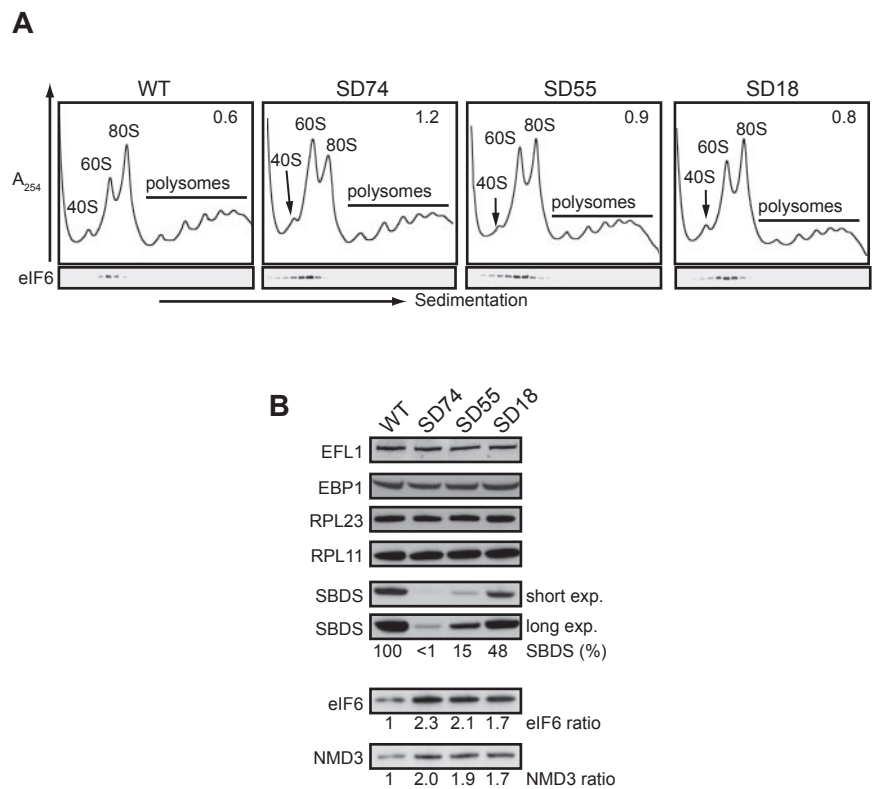 A
WT SD74 SD55 SD18
0.6 1.2 0.9 0.8
A254
40S 60S 80S polysomes
40S 60S 80S polysomes
40S 60S 80S polysomes
40S 60S 80S polysomes
eIF6
Sedimentation
B
WT SD74 SD55 SD18
EFL1
EBP1
RPL23
RPL11
SBDS short exp.
SBDS long exp.
100 <1 15 48 SBDS (%)
eIF6
1 2.3 2.1 1.7 eIF6 ratio
NMD3
1 2.0 1.9 1.7 NMD3 ratio